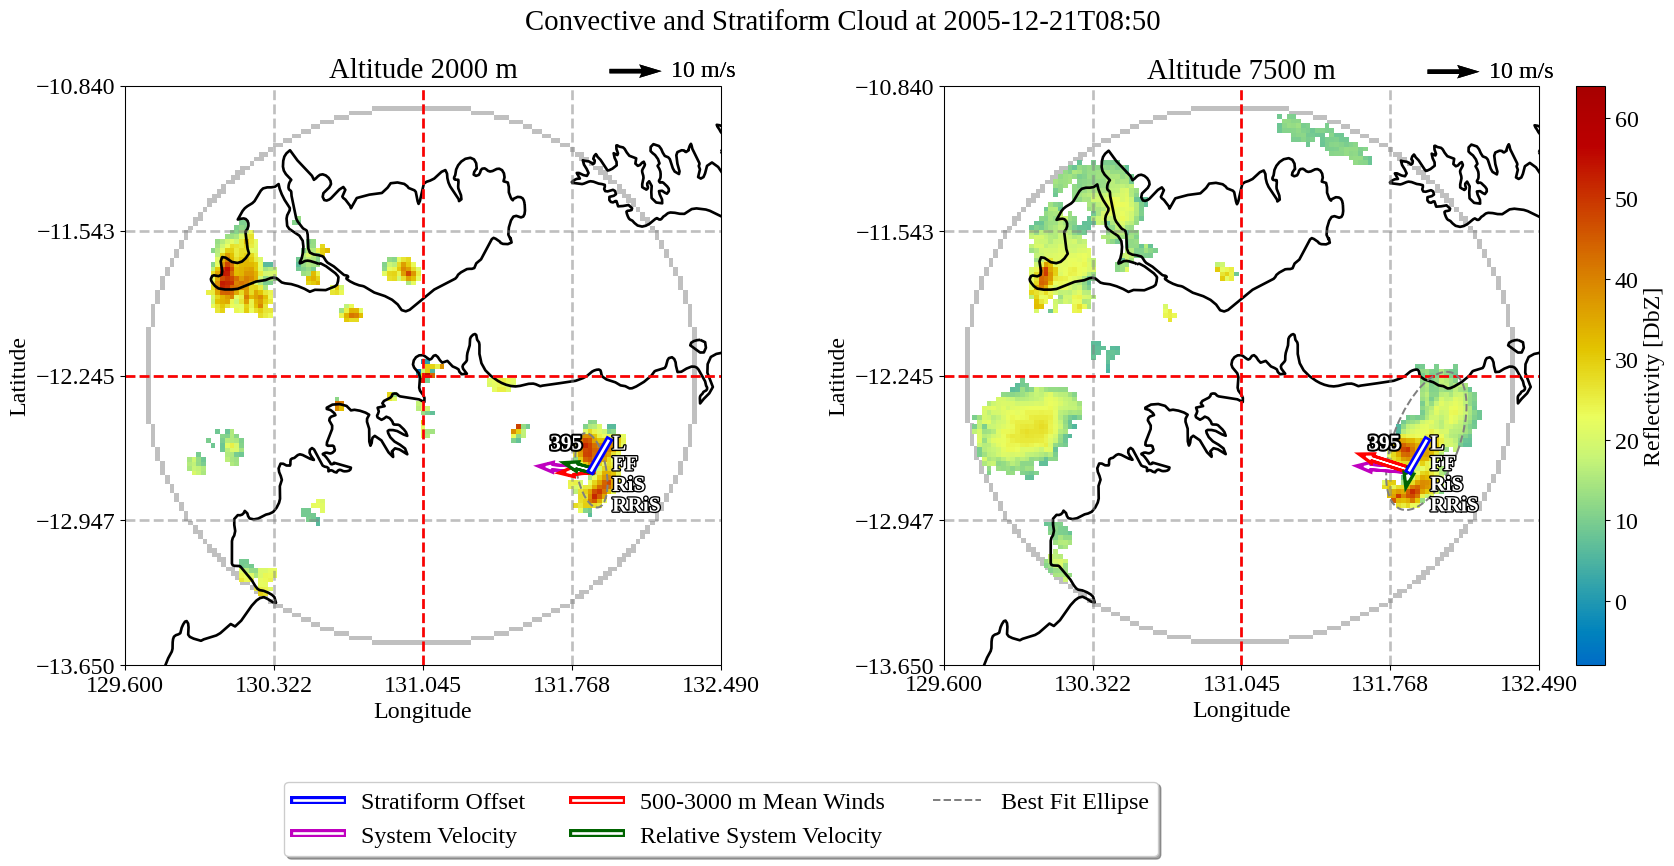 Convective and Stratiform Cloud at 2005-12-21T08:50
Altitude 2000 m
10 m/s
−10.840
−11.543
−12.245
−12.947
−13.650
Latitude
129.600
130.322
131.045
131.768
132.490
Longitude
395
L
FF
RiS
RRiS
Altitude 7500 m
10 m/s
−10.840
−11.543
−12.245
−12.947
−13.650
Latitude
129.600
130.322
131.045
131.768
132.490
Longitude
395
L
FF
RiS
RRiS
60
50
40
30
20
10
0
Reflectivity [DbZ]
Stratiform Offset
System Velocity
500-3000 m Mean Winds
Relative System Velocity
Best Fit Ellipse